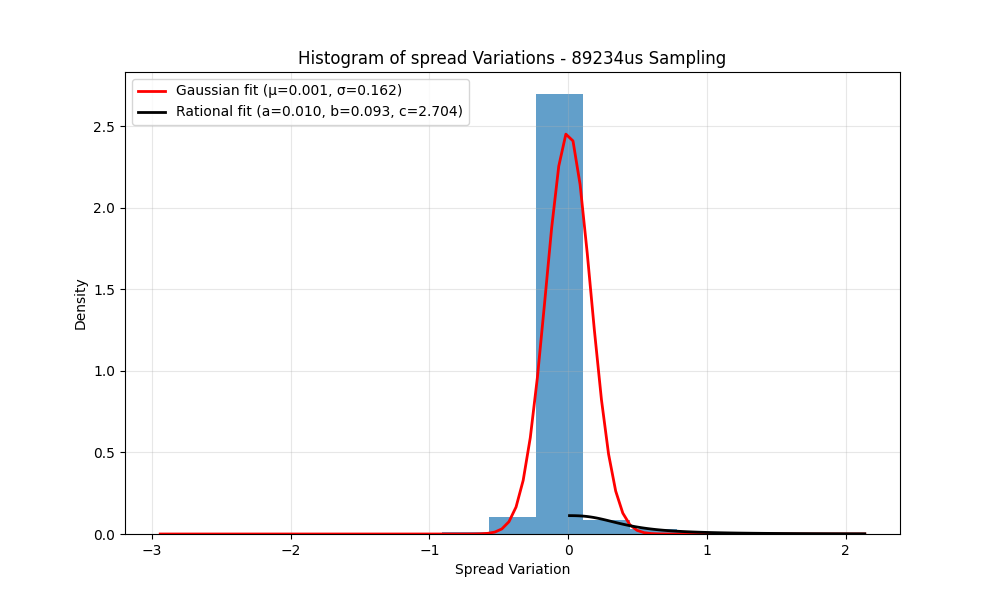 Histogram of spread Variations - 89234us Sampling
Gaussian fit (μ=0.001, σ=0.162)
Rational fit (a=0.010, b=0.093, c=2.704)
Density
2.5
2.0
1.5
1.0
0.5
0.0
−3
−2
−1
0
1
2
Spread Variation